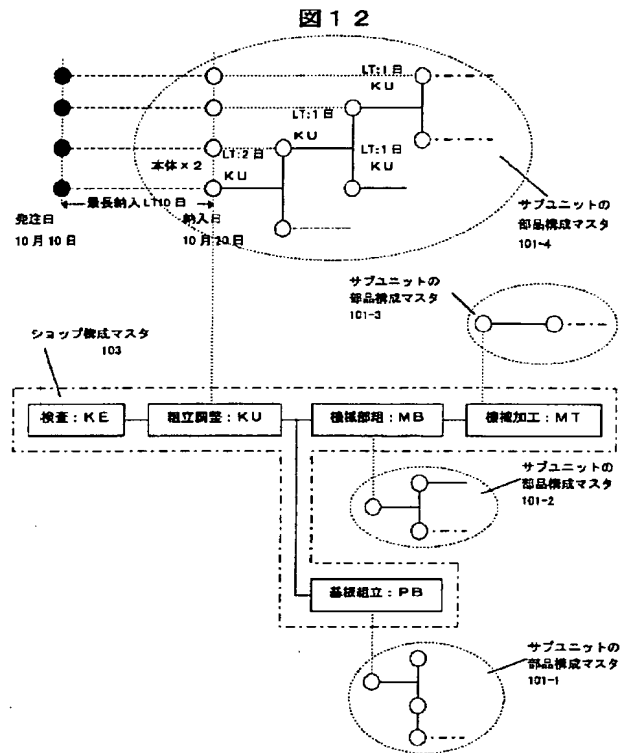 図12
LT:1日
KU
LT:1日
KU
本体×2
LT:2日
KU
LT:1日
KU
最長納入LT10日
発注日
10月10日
納入日
10月20日
サブユニットの
部品構成マスタ
101-4
サブユニットの
部品構成マスタ
101-3
ショップ構成マスタ
103
検査:KE
組立調整:KU
機械部組:MB
機械加工:MT
サブユニットの
部品構成マスタ
101-2
基板組立:PB
サブユニットの
部品構成マスタ
101-1